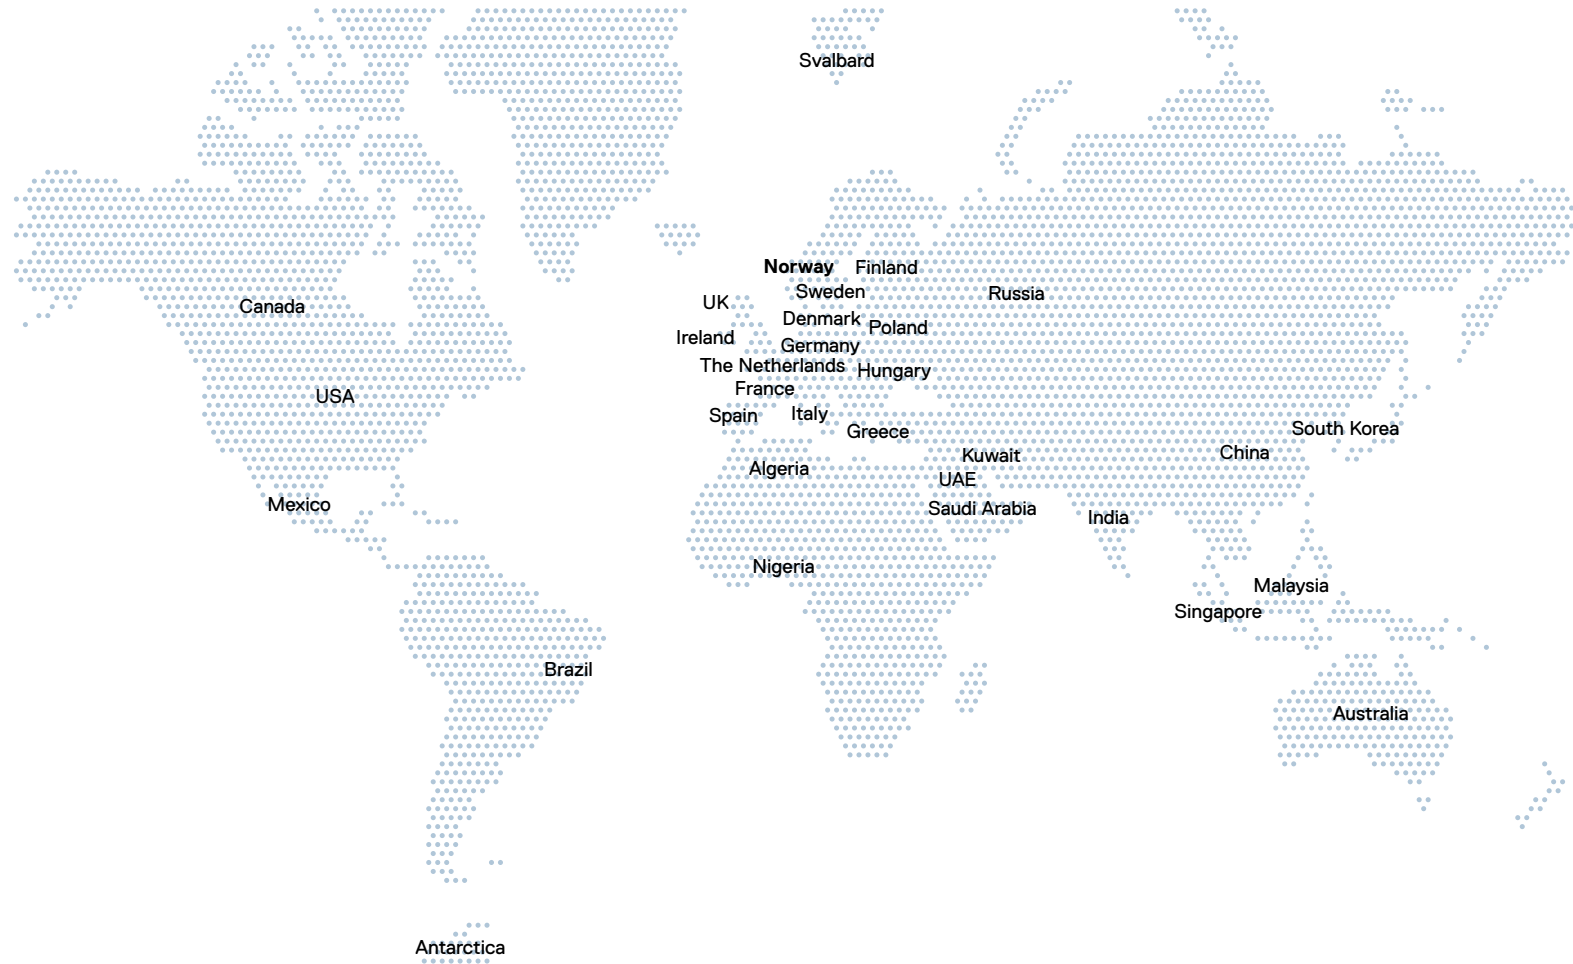 Svalbard
Norway
Finland
Sweden
Russia
UK
Canada
Denmark
Poland
Ireland
Germany
The Netherlands
Hungary
France
USA
Spain
Italy
Greece
South Korea
Kuwait
China
Algeria
UAE
Mexico
Saudi Arabia
India
Nigeria
Malaysia
Singapore
Brazil
Australia
Antarctica